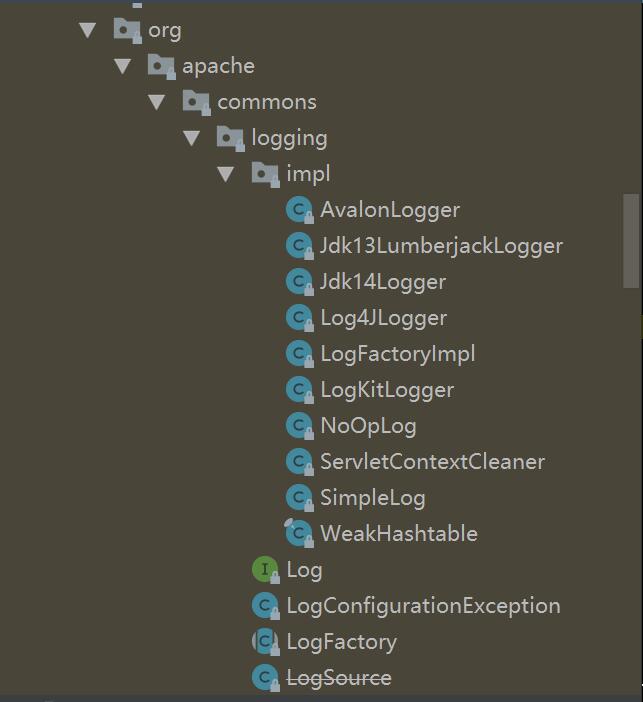 org
apache
commons
logging
impl
AvalonLogger
Jdk13LumberjackLogger
Jdk14Logger
Log4JLogger
LogFactoryImpl
LogKitLogger
NoOpLog
ServletContextCleaner
SimpleLog
WeakHashtable
Log
LogConfigurationException
LogFactory
LogSource